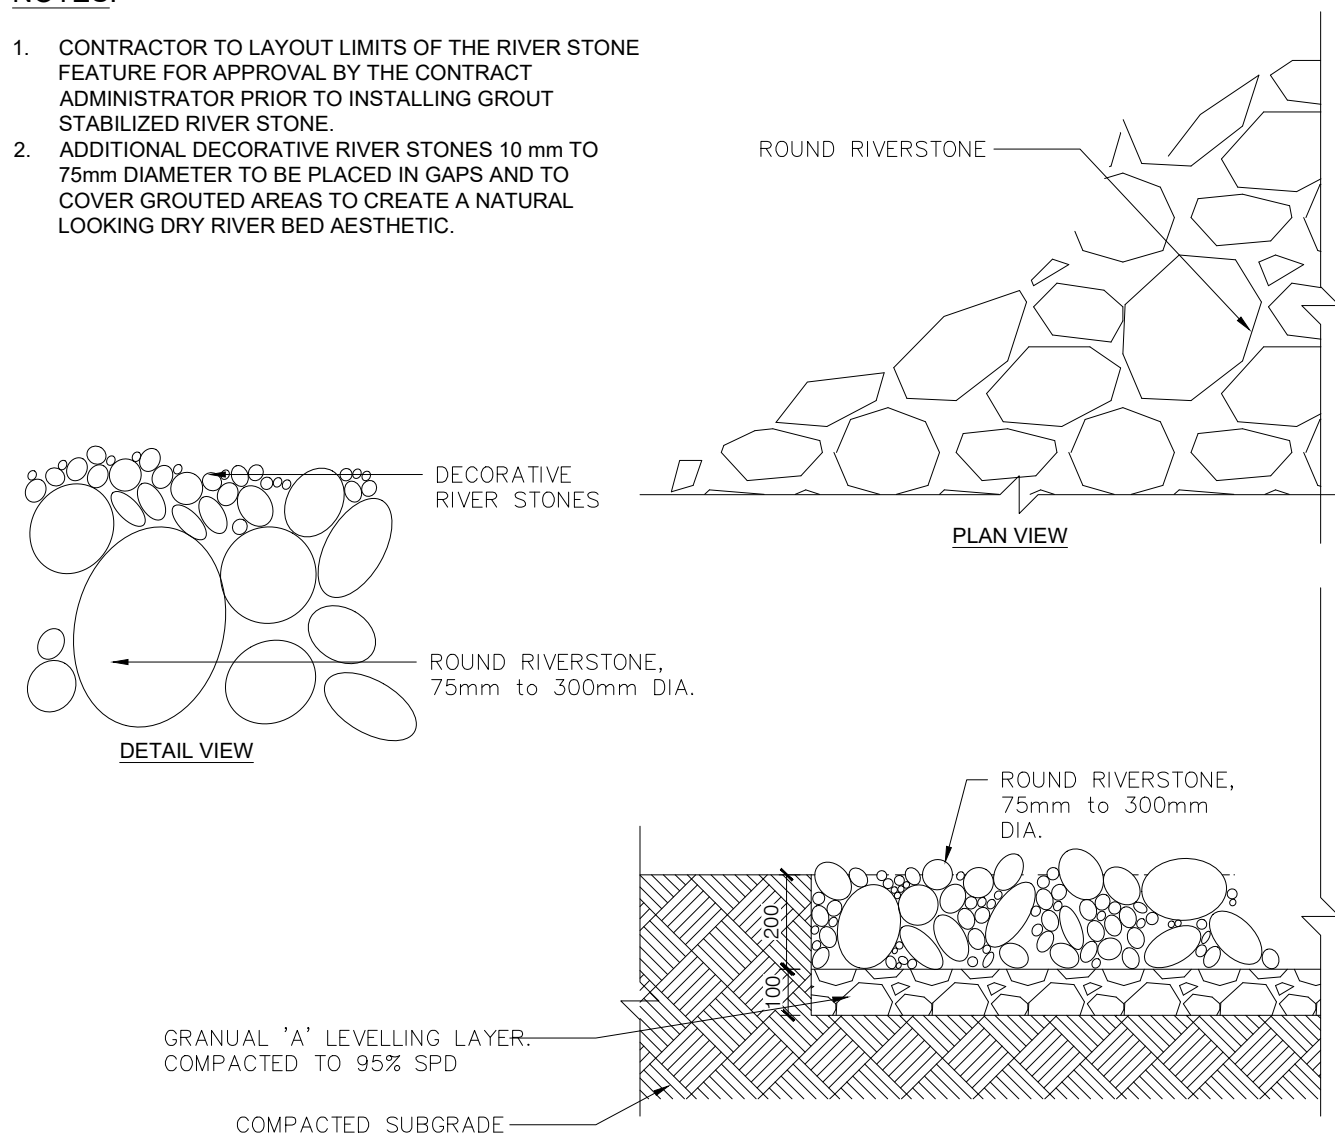 NOTES:
1. CONTRACTOR TO LAYOUT LIMITS OF THE RIVER STONE
FEATURE FOR APPROVAL BY THE CONTRACT
ADMINISTRATOR PRIOR TO INSTALLING GROUT
STABILIZED RIVER STONE.
2. ADDITIONAL DECORATIVE RIVER STONES 10 mm TO
75mm DIAMETER TO BE PLACED IN GAPS AND TO
COVER GROUTED AREAS TO CREATE A NATURAL
LOOKING DRY RIVER BED AESTHETIC.
ROUND RIVERSTONE
PLAN VIEW
DECORATIVE
RIVER STONES
ROUND RIVERSTONE,
75mm to 300mm DIA.
DETAIL VIEW
ROUND RIVERSTONE,
75mm to 300mm
DIA.
200
100
GRANUAL 'A' LEVELLING LAYER.
COMPACTED TO 95% SPD
COMPACTED SUBGRADE